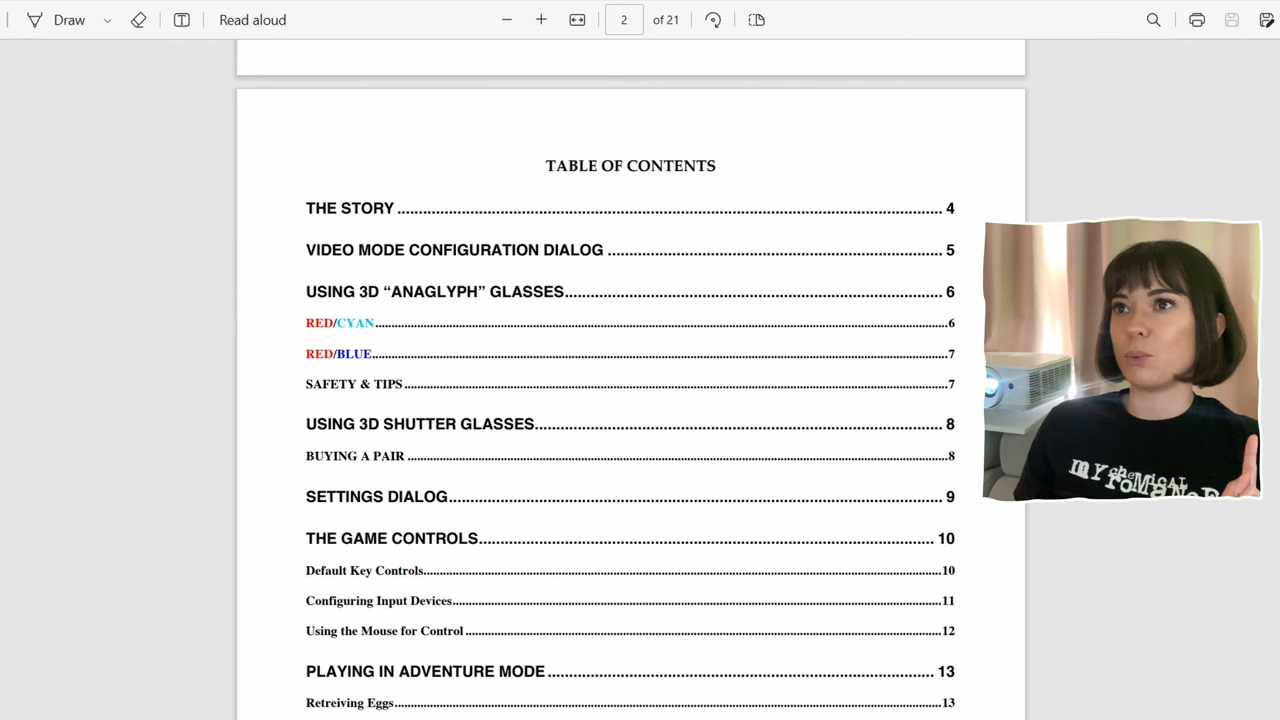 Draw
Read aloud
2 of 21
TABLE OF CONTENTS
THE STORY ........ 4
VIDEO MODE CONFIGURATION DIALOG ........ 5
USING 3D “ANAGLYPH” GLASSES ........ 6
RED/CYAN ........ 6
RED/BLUE ........ 7
SAFETY & TIPS ........ 7
USING 3D SHUTTER GLASSES ........ 8
BUYING A PAIR ........ 8
SETTINGS DIALOG ........ 9
THE GAME CONTROLS ........ 10
Default Key Controls ........ 10
Configuring Input Devices ........ 11
Using the Mouse for Control ........ 12
PLAYING IN ADVENTURE MODE ........ 13
Retreiving Eggs ........ 13
my cheMiCAL
roMaNce